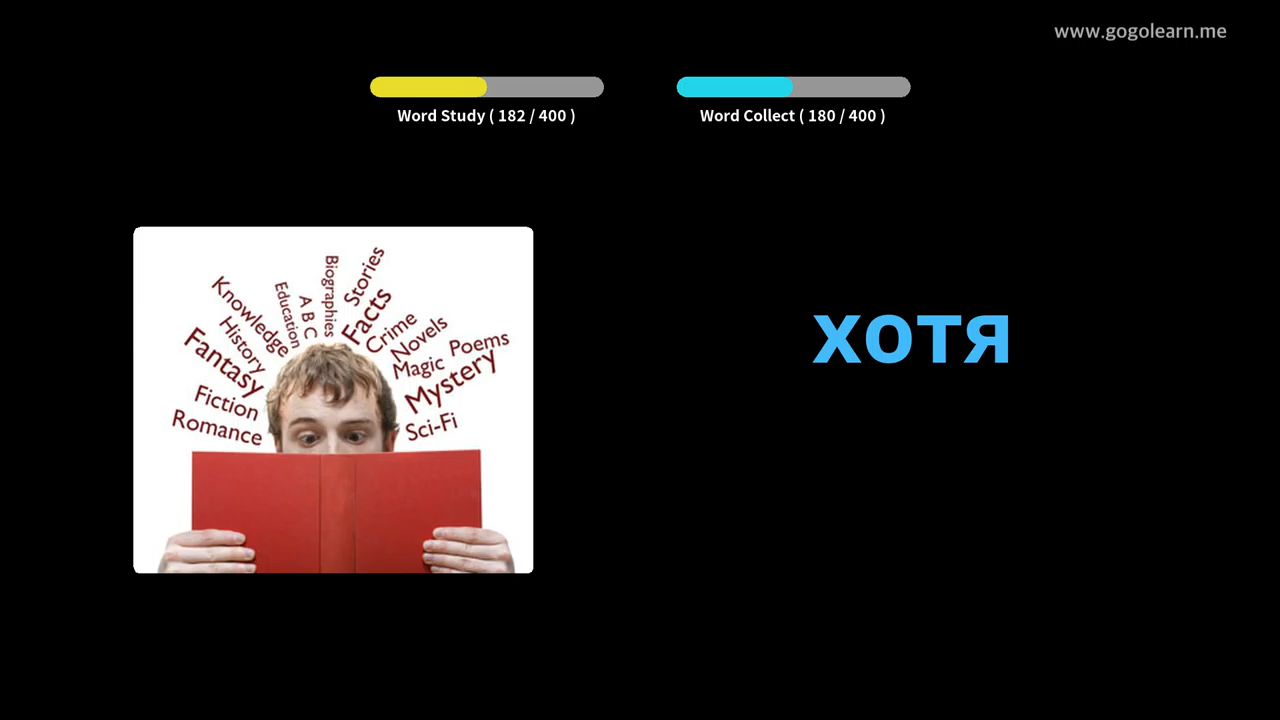 www.gogolearn.me
Word Study ( 182 / 400 )
Word Collect ( 180 / 400 )
Biographies
Stories
Education
A B C
Facts
Knowledge
Crime
History
Novels
Poems
Fantasy
Magic
Mystery
Fiction
Romance
Sci-Fi
хотя